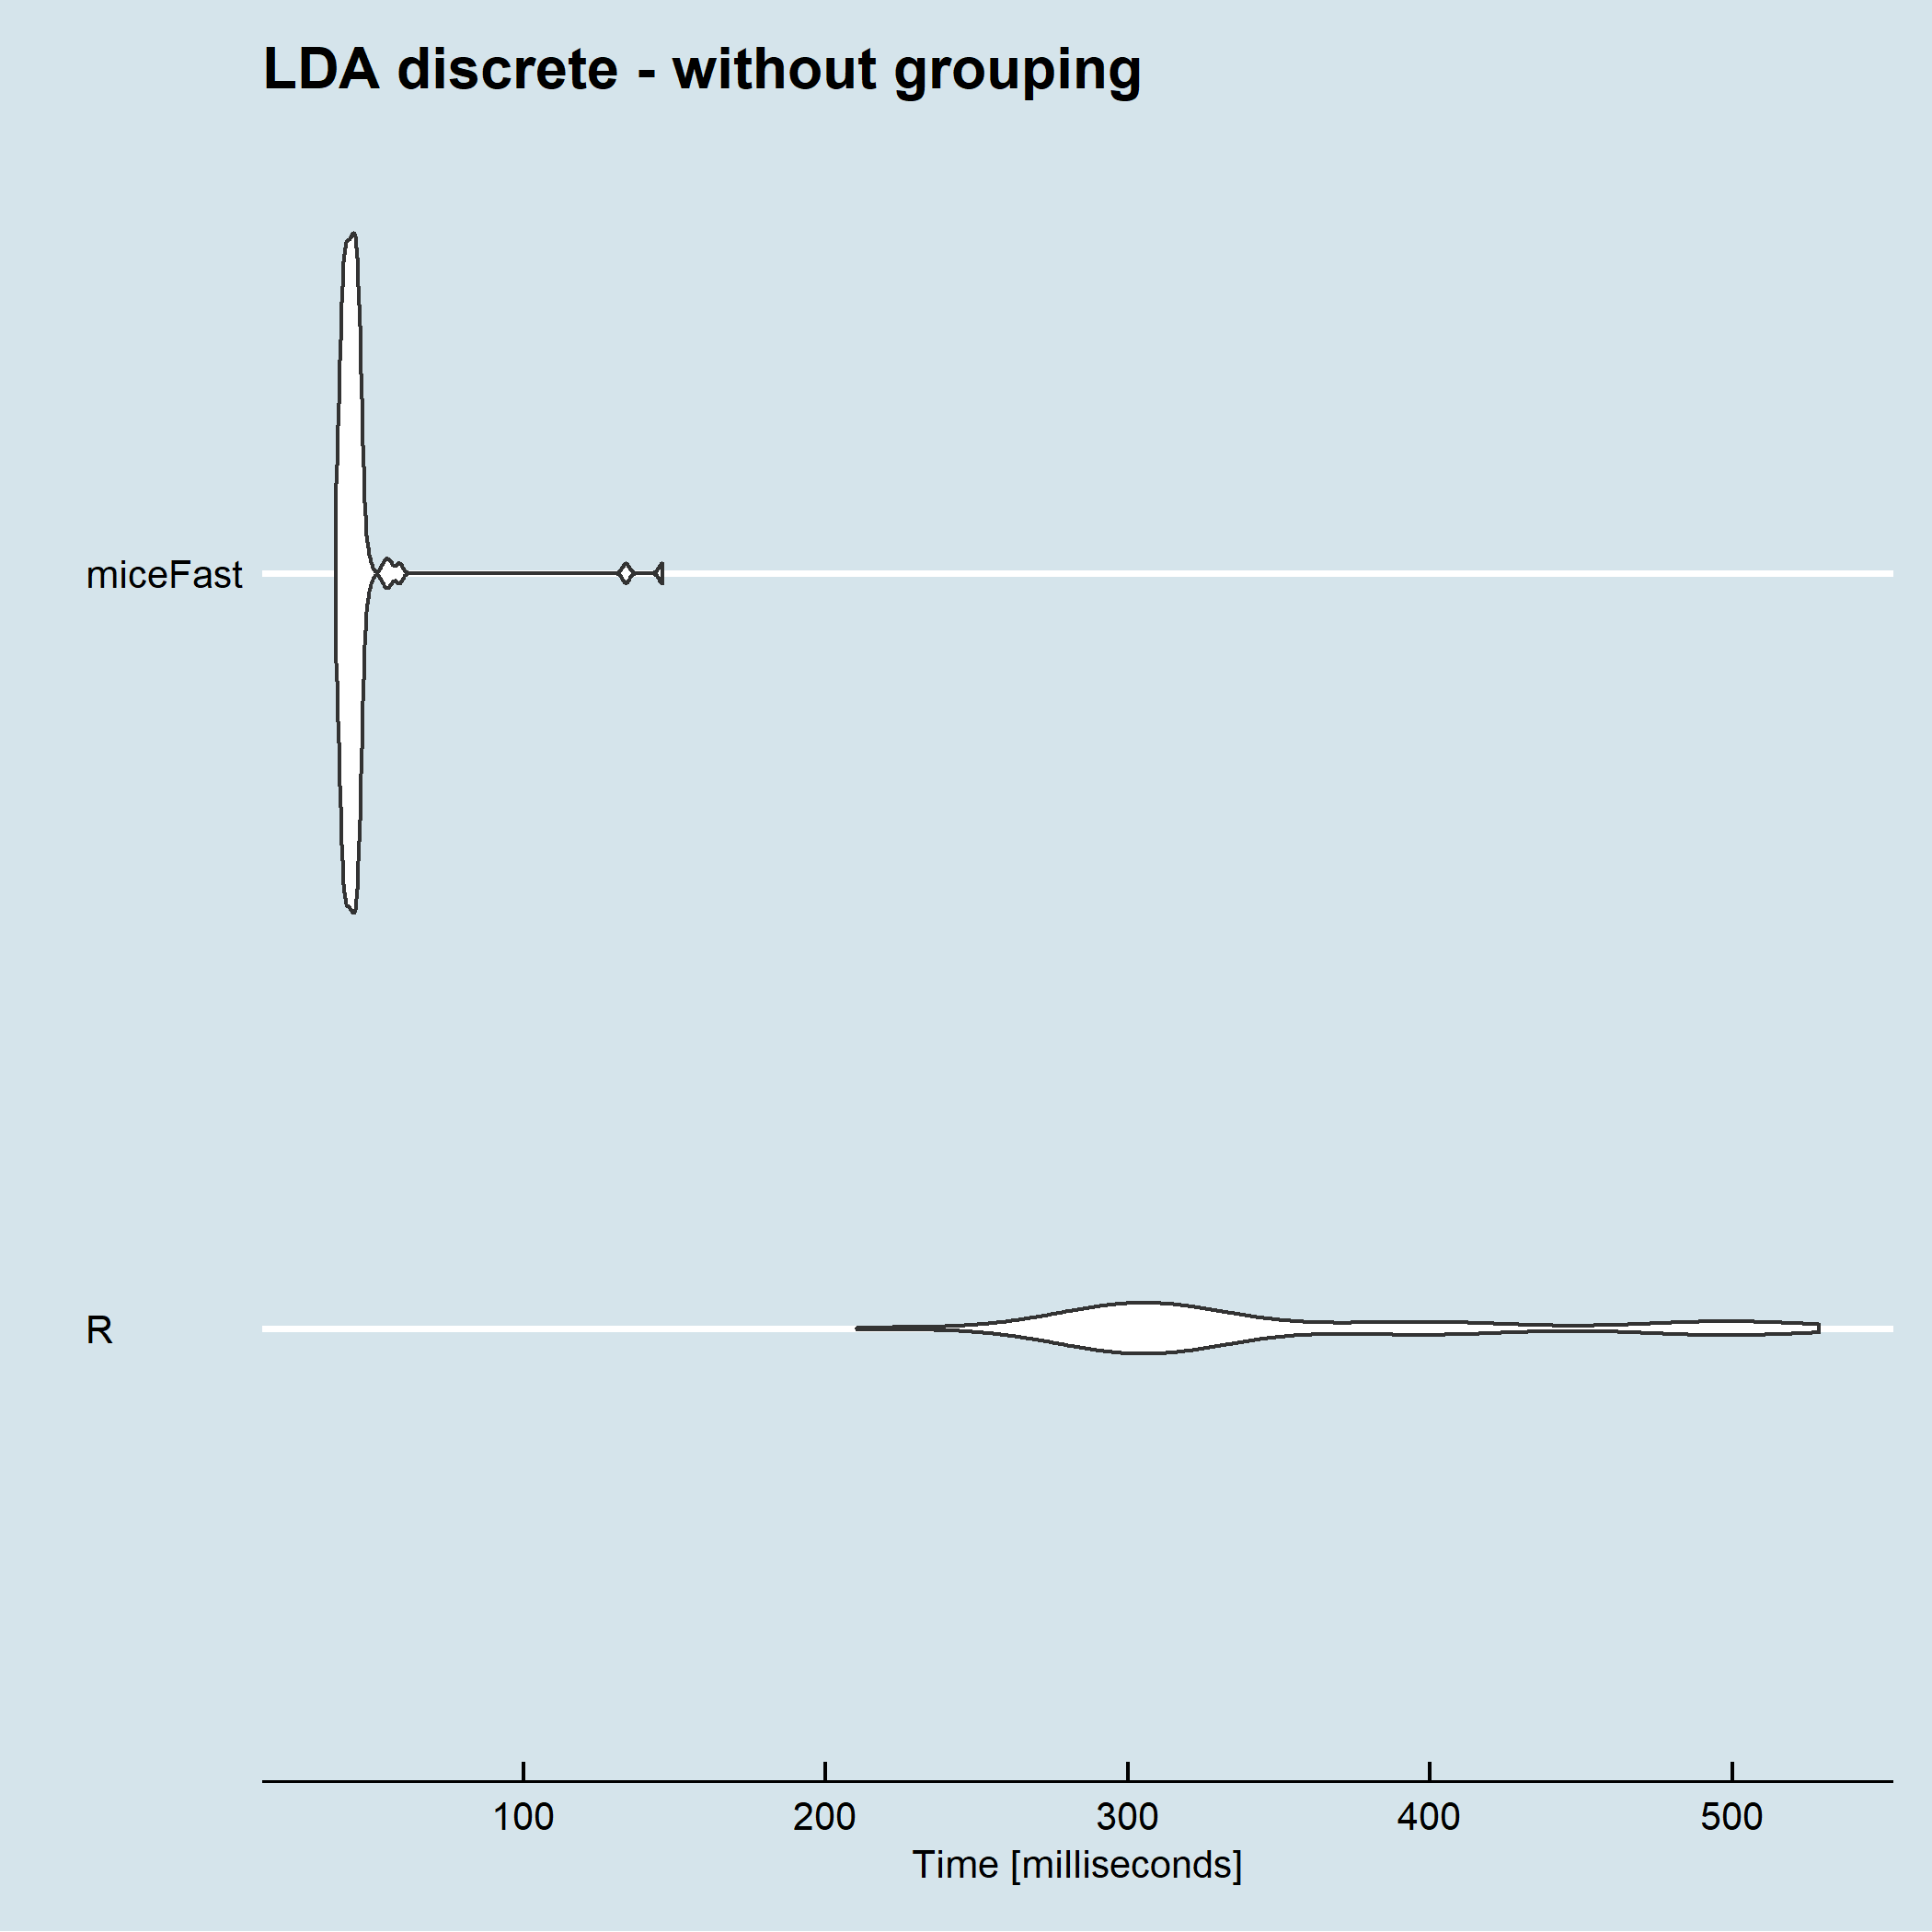 LDA discrete - without grouping
miceFast
R
100 200 300 400 500
Time [milliseconds]